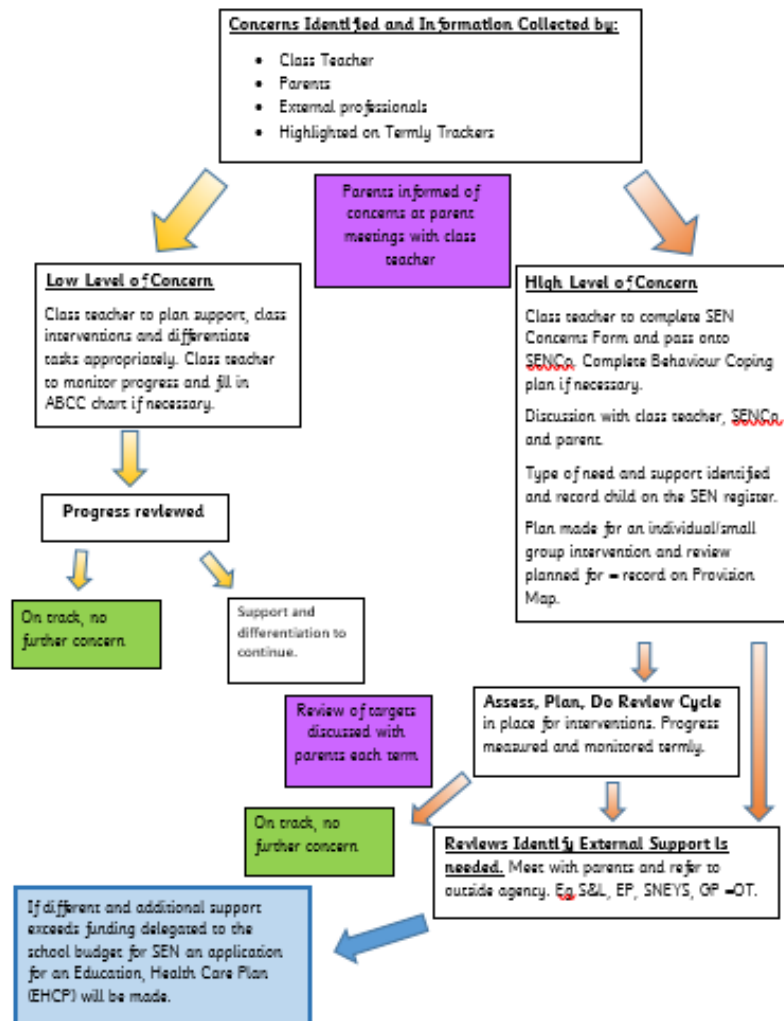 Concerns Identified and Information Collected by:
• Class Teacher
• Parents
• External professionals
• Highlighted on Termly Trackers
Parents informed of
concerns at parent
meetings with class
teacher
Low Level of Concern
Class teacher to plan support, class
interventions and differentiate
tasks appropriately. Class teacher
to monitor progress and fill in
ABCC chart if necessary.
High Level of Concern
Class teacher to complete SEN
Concerns Form and pass onto
SENCo. Complete Behaviour Coping
plan if necessary.
Discussion with class teacher, SENCo,
and parent.
Type of need and support identified
and record child on the SEN register.
Plan made for an individual/small
group intervention and review
planned for – record on Provision
Map.
Progress reviewed
On track, no
further concern
Support and
differentiation to
continue.
Review of targets
discussed with
parents each term
Assess, Plan, Do Review Cycle
in place for interventions. Progress
measured and monitored termly.
On track, no
further concern
Reviews Identify External Support is
needed. Meet with parents and refer to
outside agency. Eg S&L, EP, SNEYS, GP –OT.
If different and additional support
exceeds funding delegated to the
school budget for SEN an application
for an Education, Health Care Plan
(EHCP) will be made.